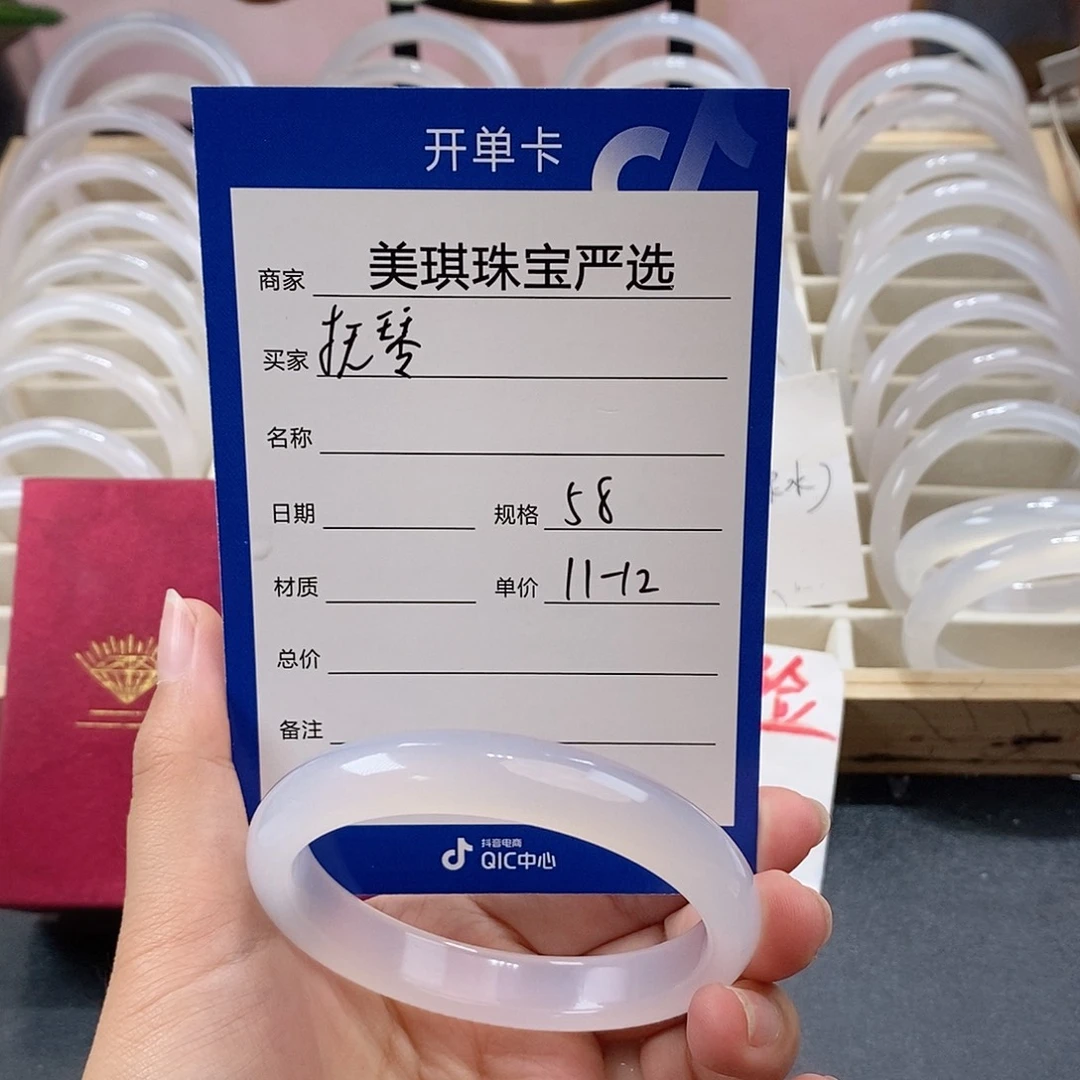 开单卡
商家 美琪珠宝严选
买家 抚琴
名称
日期 规格 58
材质 单价 11-12
总价
备注
抖音电商
QIC中心
水)
验